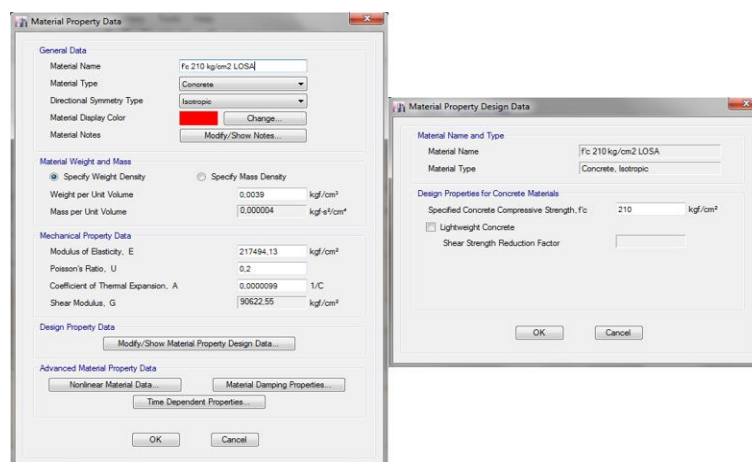 Material Property Data
General Data
Material Name f'c 210 kg/cm2 LOSA
Material Type Concrete
Directional Symmetry Type Isotropic
Material Display Color Change...
Material Notes Modify/Show Notes...
Material Weight and Mass
Specify Weight Density Specify Mass Density
Weight per Unit Volume 0,0039 kgf/cm³
Mass per Unit Volume 0,000004 kgf-s²/cm⁴
Mechanical Property Data
Modulus of Elasticity, E 217494,13 kgf/cm²
Poisson's Ratio, U 0,2
Coefficient of Thermal Expansion, A 0,0000099 1/C
Shear Modulus, G 90622,55 kgf/cm²
Design Property Data
Modify/Show Material Property Design Data...
Advanced Material Property Data
Nonlinear Material Data... Material Damping Properties...
Time Dependent Properties...
OK Cancel
Material Property Design Data
Material Name and Type
Material Name f'c 210 kg/cm2 LOSA
Material Type Concrete, Isotropic
Design Properties for Concrete Materials
Specified Concrete Compressive Strength, f'c 210 kgf/cm²
Lightweight Concrete
Shear Strength Reduction Factor
OK Cancel